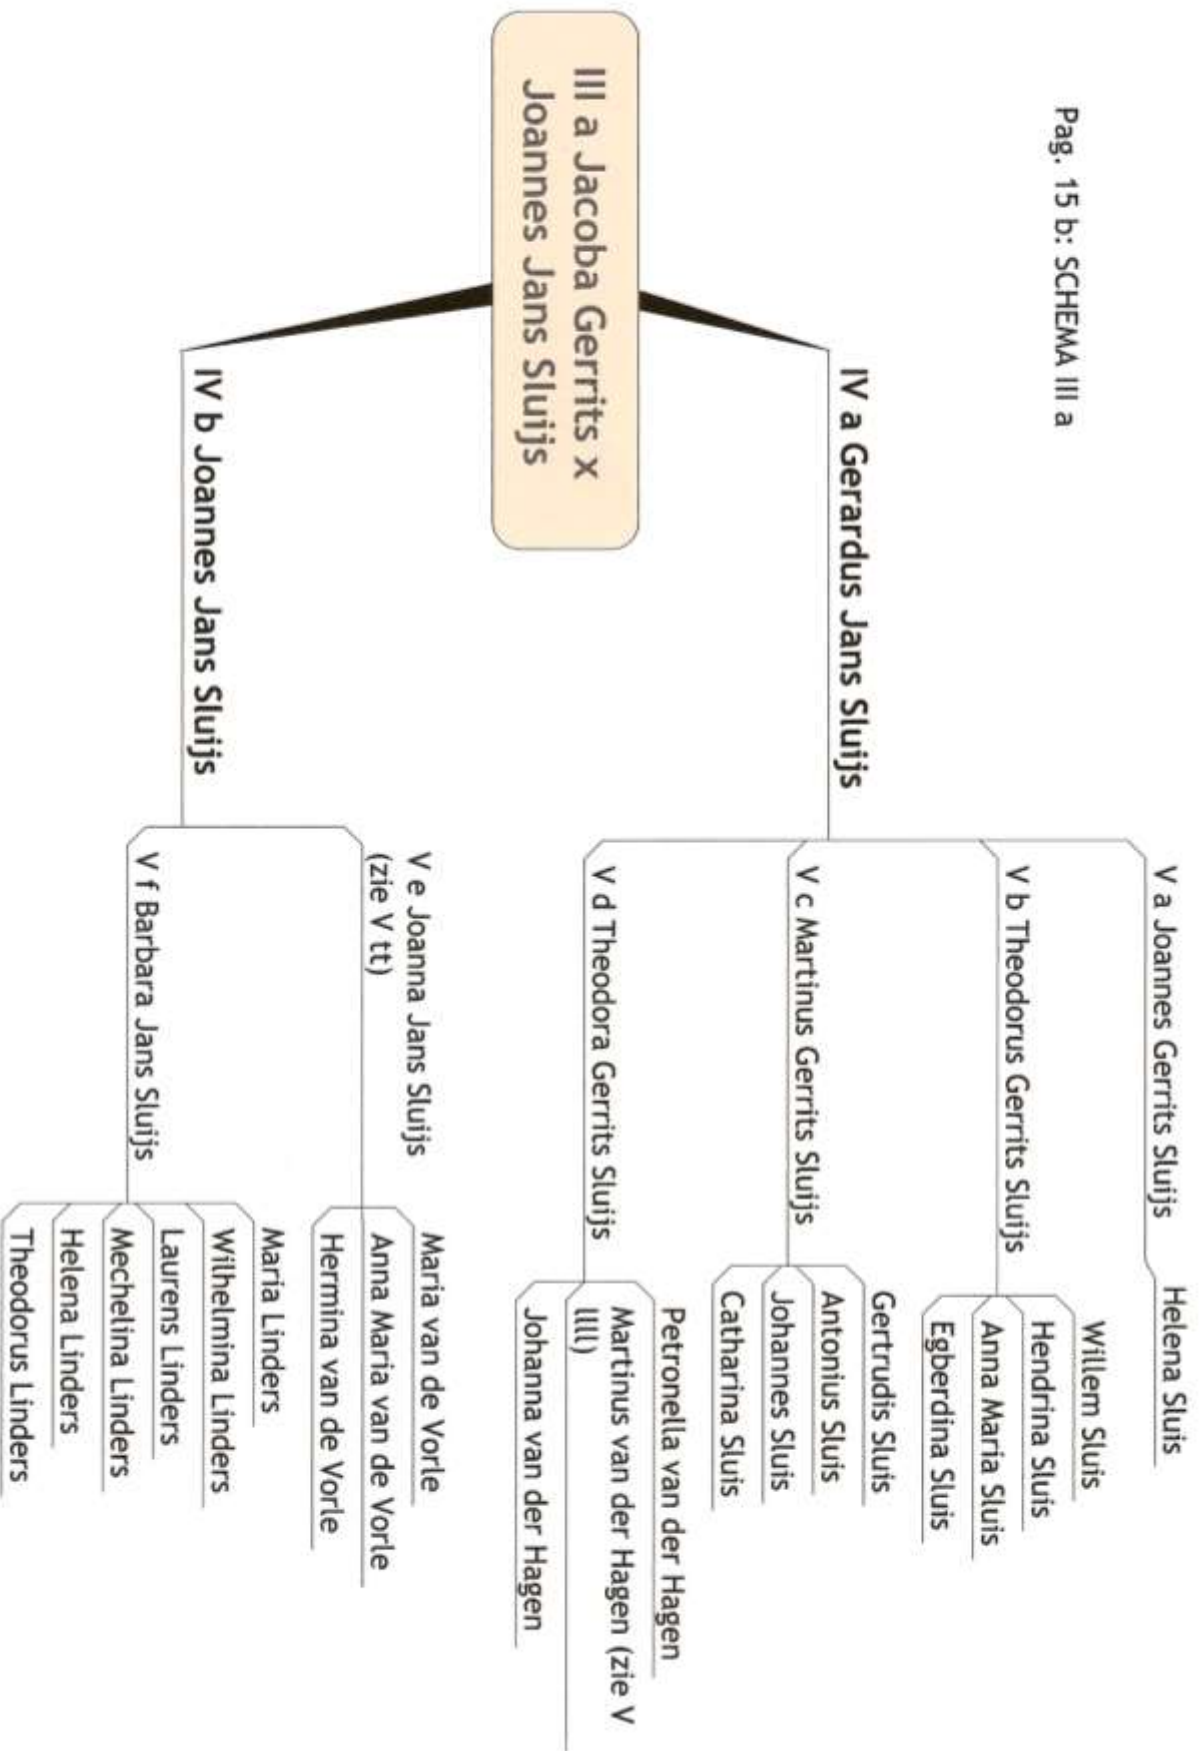 Pag. 15 b: SCHEMA III a
III a Jacoba Gerrits x
Joannes Jans Sluijs
IV a Gerardus Jans Sluijs
V a Joannes Gerrits Sluijs
Helena Sluis
V b Theodorus Gerrits Sluijs
Willem Sluis
Hendrina Sluis
Anna Maria Sluis
Egberdina Sluis
V c Martinus Gerrits Sluijs
Gertrudis Sluis
Antonius Sluis
Johannes Sluis
Catharina Sluis
V d Theodora Gerrits Sluijs
Petronella van der Hagen
Martinus van der Hagen (zie V
llll)
Johanna van der Hagen
IV b Joannes Jans Sluijs
V e Joanna Jans Sluijs
(zie V tt)
Maria van de Vorle
Anna Maria van de Vorle
Hermina van de Vorle
V f Barbara Jans Sluijs
Maria Linders
Wilhelmina Linders
Laurens Linders
Mechelina Linders
Helena Linders
Theodorus Linders